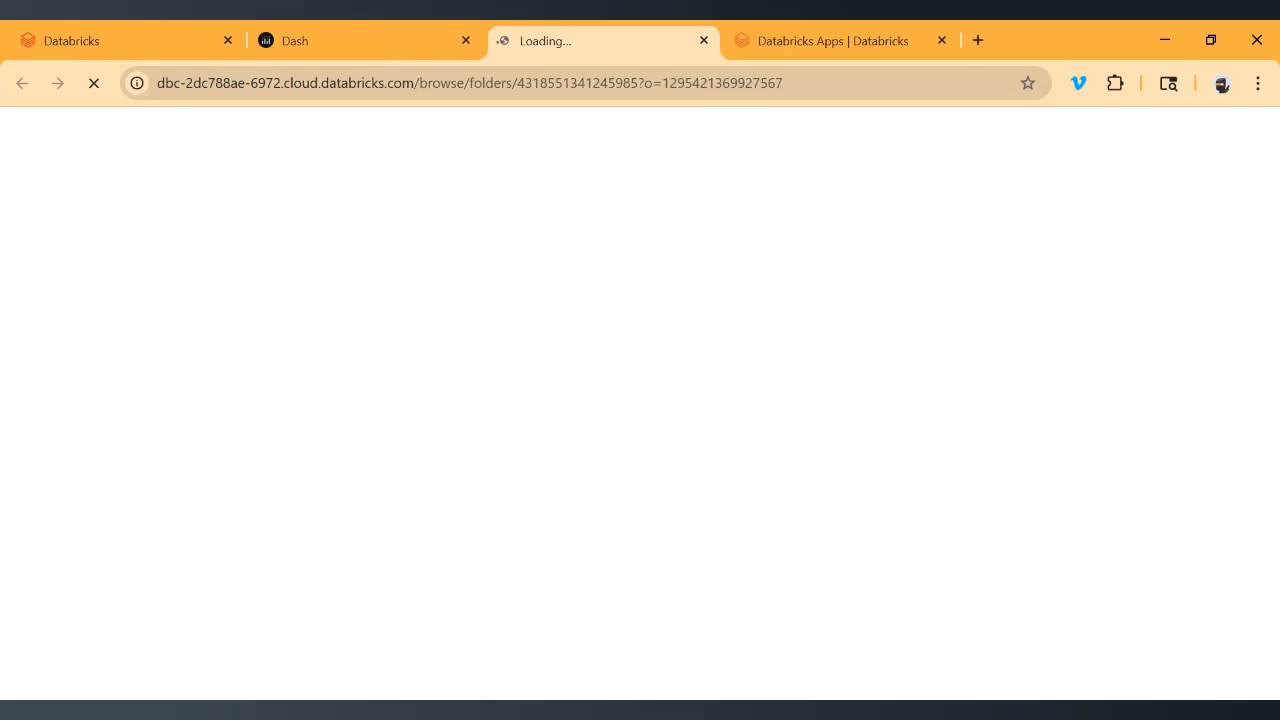 Databricks
Dash
Loading...
Databricks Apps | Databricks
dbc-2dc788ae-6972.cloud.databricks.com/browse/folders/4318551341245985?o=1295421369927567